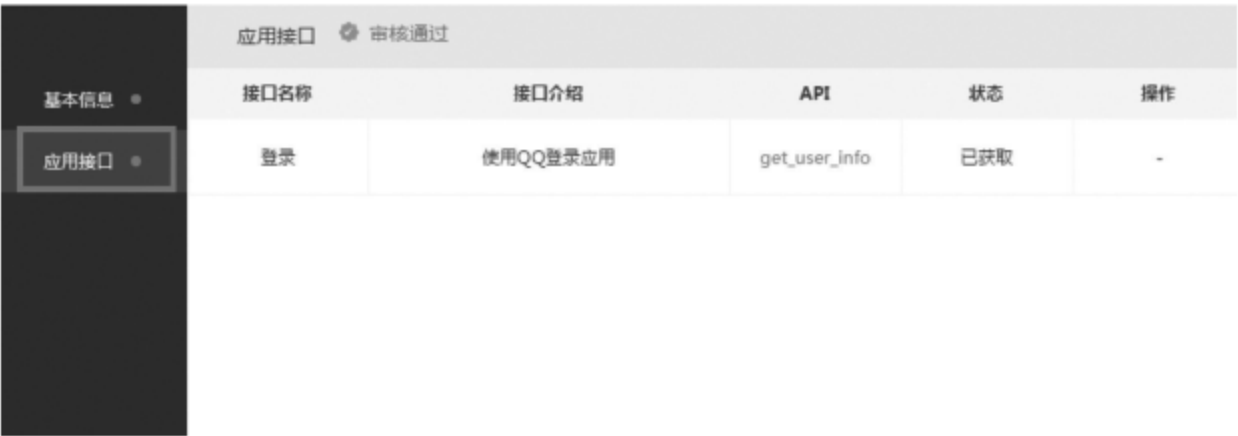 应用接口 审核通过
基本信息
应用接口
接口名称 接口介绍 API 状态 操作
登录 使用QQ登录应用 get_user_info 已获取 -